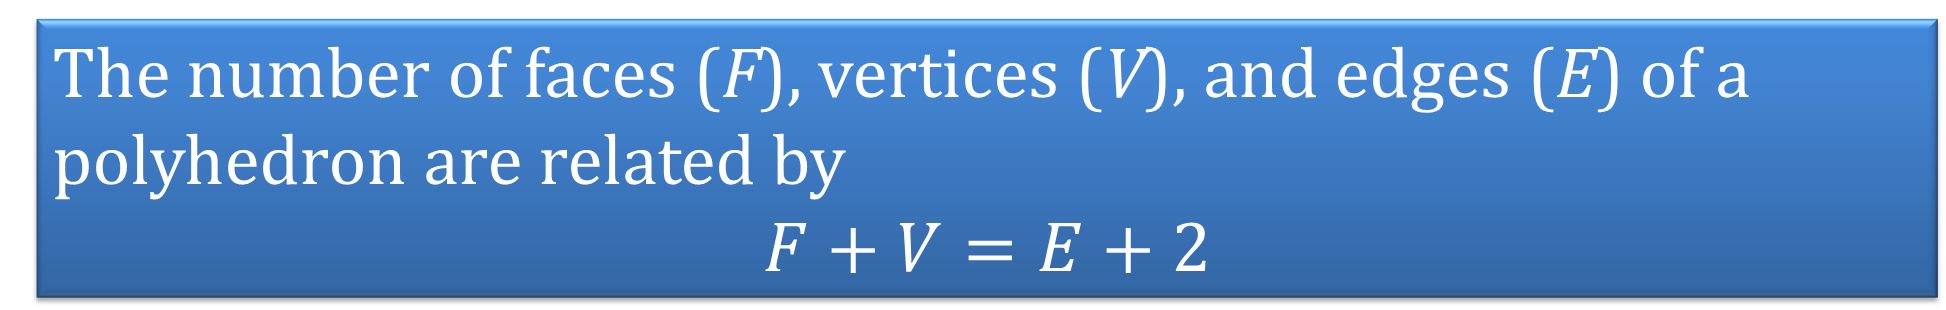 The number of faces (F), vertices (V), and edges (E) of a
polyhedron are related by
F + V = E + 2